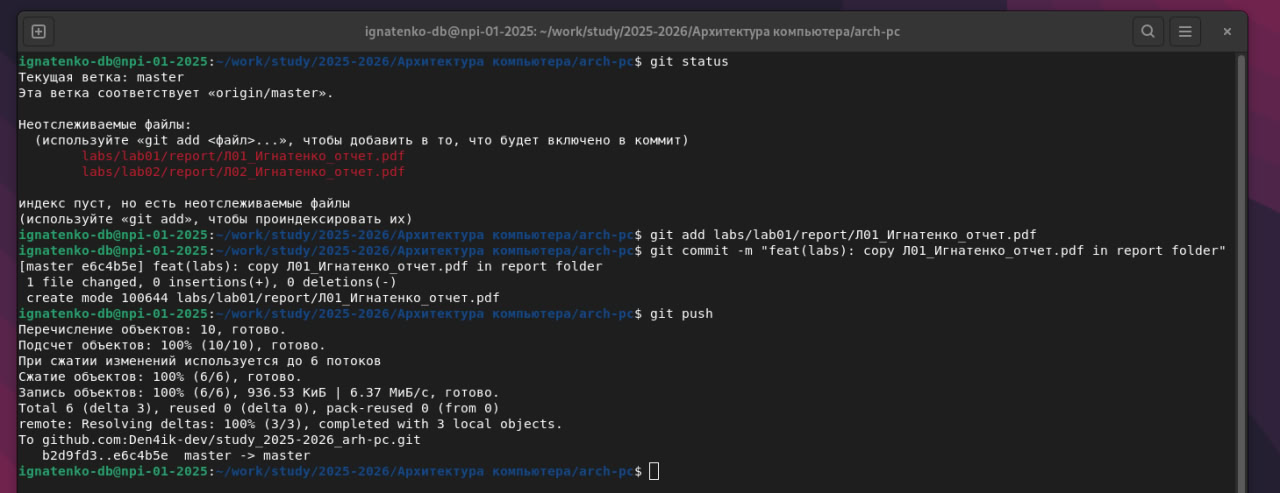 ignatenko-db@npi-01-2025: ~/work/study/2025-2026/Архитектура компьютера/arch-pc
ignatenko-db@npi-01-2025:~/work/study/2025-2026/Архитектура компьютера/arch-pc$ git status
Текущая ветка: master
Эта ветка соответствует «origin/master».
Неотслеживаемые файлы:
(используйте «git add <файл>...», чтобы добавить в то, что будет включено в коммит)
labs/lab01/report/Л01_Игнатенко_отчет.pdf
labs/lab02/report/Л02_Игнатенко_отчет.pdf
индекс пуст, но есть неотслеживаемые файлы
(используйте «git add», чтобы проиндексировать их)
ignatenko-db@npi-01-2025:~/work/study/2025-2026/Архитектура компьютера/arch-pc$ git add labs/lab01/report/Л01_Игнатенко_отчет.pdf
ignatenko-db@npi-01-2025:~/work/study/2025-2026/Архитектура компьютера/arch-pc$ git commit -m "feat(labs): copy Л01_Игнатенко_отчет.pdf in report folder"
[master e6c4b5e] feat(labs): copy Л01_Игнатенко_отчет.pdf in report folder
1 file changed, 0 insertions(+), 0 deletions(-)
create mode 100644 labs/lab01/report/Л01_Игнатенко_отчет.pdf
ignatenko-db@npi-01-2025:~/work/study/2025-2026/Архитектура компьютера/arch-pc$ git push
Перечисление объектов: 10, готово.
Подсчет объектов: 100% (10/10), готово.
При сжатии изменений используется до 6 потоков
Сжатие объектов: 100% (6/6), готово.
Запись объектов: 100% (6/6), 936.53 КиБ | 6.37 МиБ/с, готово.
Total 6 (delta 3), reused 0 (delta 0), pack-reused 0 (from 0)
remote: Resolving deltas: 100% (3/3), completed with 3 local objects.
To github.com:Den4ik-dev/study_2025-2026_arh-pc.git
b2d9fd3..e6c4b5e  master -> master
ignatenko-db@npi-01-2025:~/work/study/2025-2026/Архитектура компьютера/arch-pc$